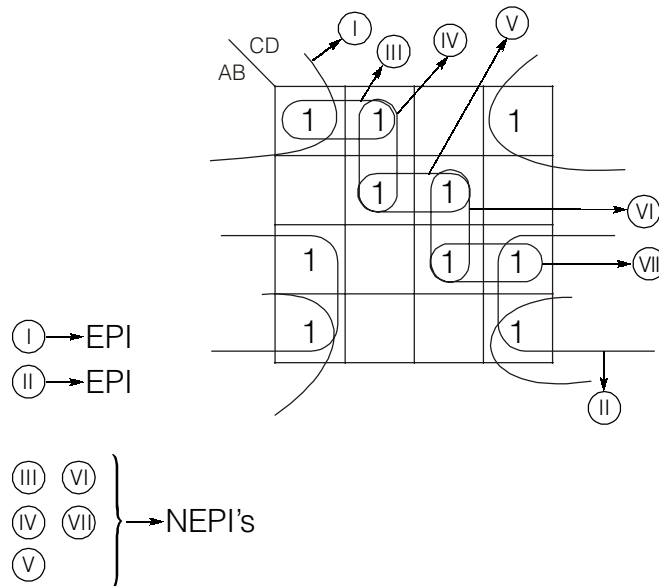 I III IV V
CD
AB
1 1 1
1 1
VI
1 1 1
VII
1 1
I EPI
II EPI
II
III VI
IV VII NEPI's
V